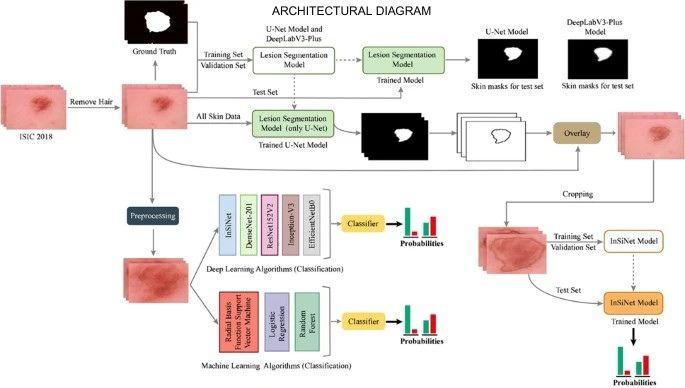 ARCHITECTURAL DIAGRAM
U-Net Model and
DeepLabV3-Plus
U-Net Model
DeepLabV3-Plus
Model
Ground Truth
Training Set
Validation Set
Lesion Segmentation
Model
Lesion Segmentation
Model
Trained Model
Skin masks for test set
Skin masks for test set
Remove Hair
Test Set
ISIC 2018
All Skin Data
Lesion Segmentation
Model (only U-Net)
Trained U-Net Model
Overlay
Cropping
Preprocessing
InSiNet
DenseNet-201
ResNet152V2
Inception-V3
EfficientNetB0
Classifier
Probabilities
Deep Learning Algorithms (Classification)
Training Set
Validation Set
InSiNet Model
Test Set
InSiNet Model
Trained Model
Radial Basis
Function Support
Vector Machine
Logistic
Regression
Random
Forest
Classifier
Probabilities
Machine Learning Algorithms (Classification)
Probabilities